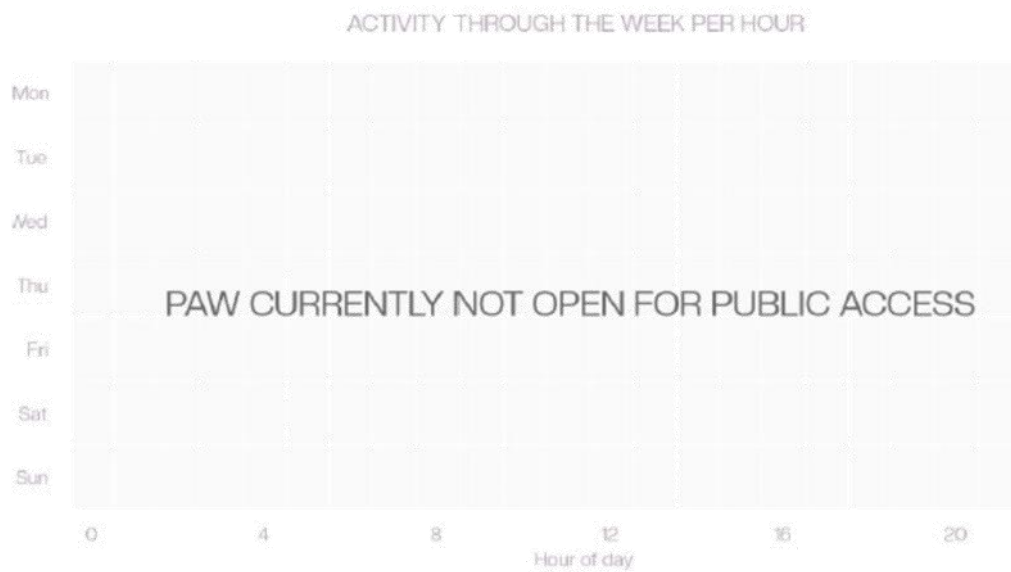 ACTIVITY THROUGH THE WEEK PER HOUR
Mon
Tue
Wed
Thu
PAW CURRENTLY NOT OPEN FOR PUBLIC ACCESS
Fri
Sat
Sun
0 4 8 12 16 20
Hour of day